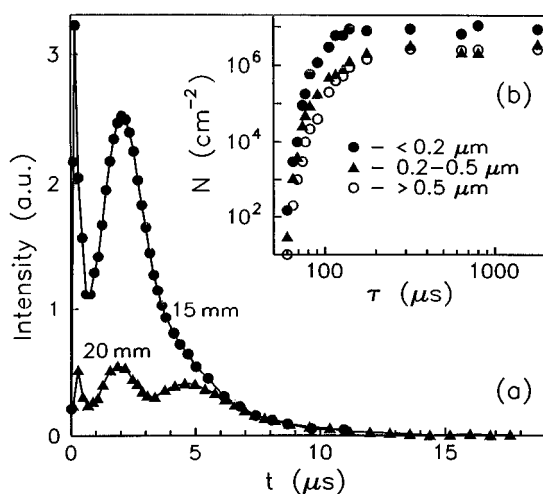 Intensity (a.u.)
3
2
1
0
0
5
10
15
t (μs)
15 mm
20 mm
(a)
N (cm⁻²)
10⁶
10⁴
10²
100
1000
τ (μs)
(b)
● – < 0.2 μm
▲ – 0.2–0.5 μm
○ – > 0.5 μm